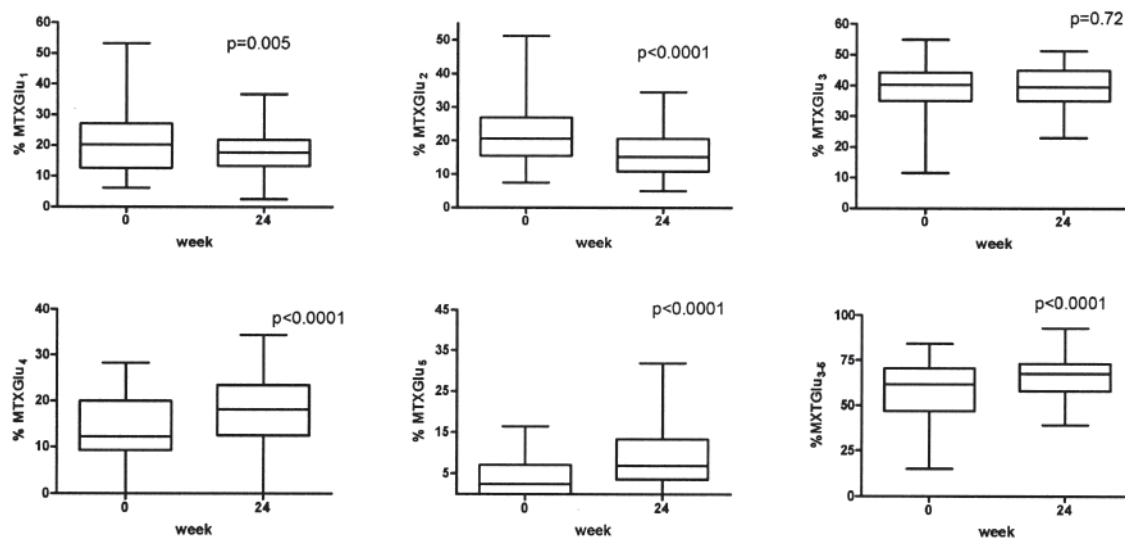 60
50
40
30
20
10
0
% MTXGlu₁
p=0.005
0 24
week
50
40
30
20
10
0
% MTXGlu₂
p<0.0001
0 24
week
60
50
40
30
20
10
0
% MTXGlu₃
p=0.72
0 24
week
40
30
20
10
0
% MTXGlu₄
p<0.0001
0 24
week
45
35
25
15
5
% MTXGlu₅
p<0.0001
0 24
week
100
75
50
25
0
%MXTGlu₃₋₅
p<0.0001
0 24
week